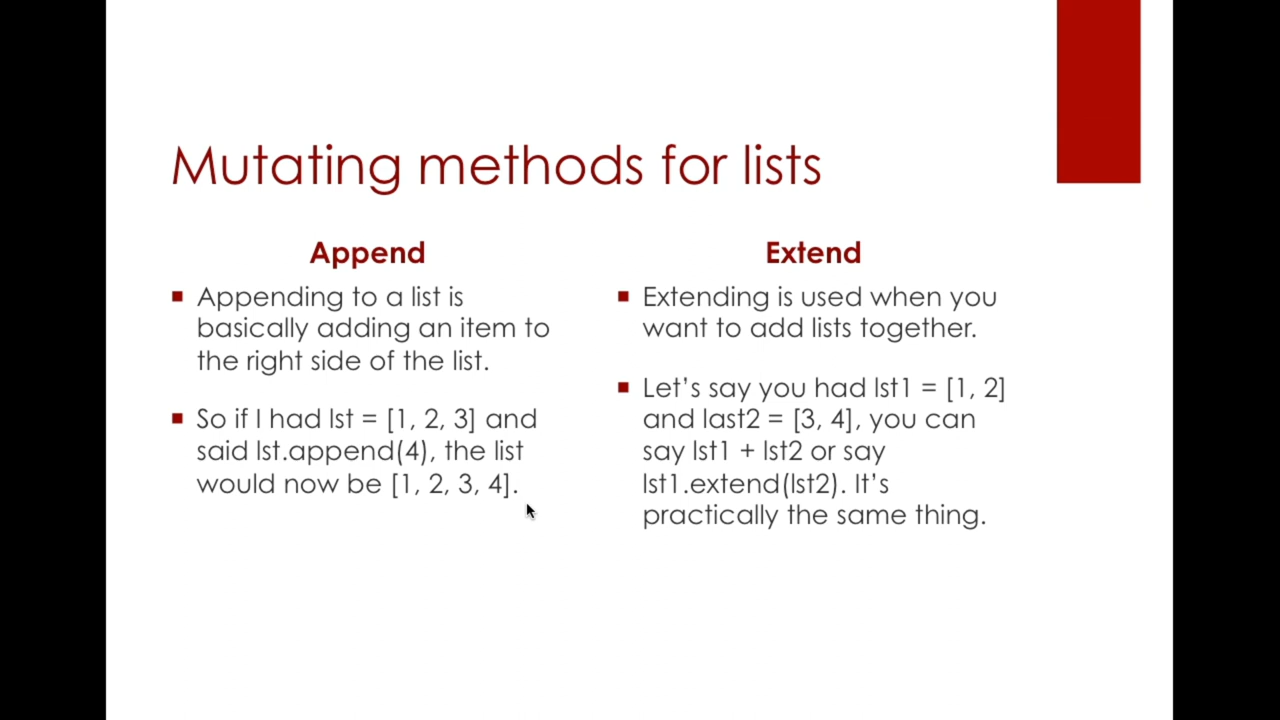 Mutating methods for lists
Append
Appending to a list is
basically adding an item to
the right side of the list.
So if I had lst = [1, 2, 3] and
said lst.append(4), the list
would now be [1, 2, 3, 4].
Extend
Extending is used when you
want to add lists together.
Let’s say you had lst1 = [1, 2]
and last2 = [3, 4], you can
say lst1 + lst2 or say
lst1.extend(lst2). It’s
practically the same thing.